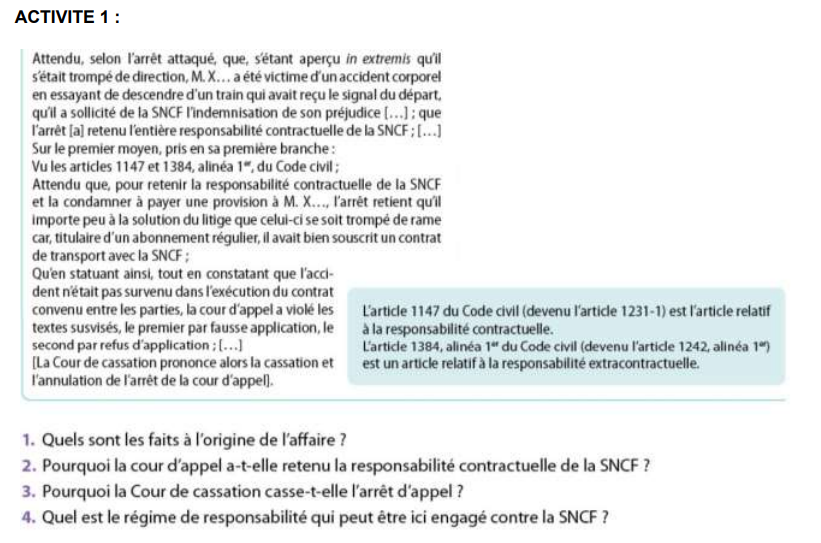 ACTIVITE 1 :
Attendu, selon l'arrêt attaqué, que, s'étant aperçu in extremis qu'il
s'était trompé de direction, M. X… a été victime d'un accident corporel
en essayant de descendre d'un train qui avait reçu le signal du départ,
qu'il a sollicité de la SNCF l'indemnisation de son préjudice […] ; que
l'arrêt [a] retenu l'entière responsabilité contractuelle de la SNCF ; […]
Sur le premier moyen, pris en sa première branche :
Vu les articles 1147 et 1384, alinéa 1er, du Code civil ;
Attendu que, pour retenir la responsabilité contractuelle de la SNCF
et la condamner à payer une provision à M. X…, l'arrêt retient qu'il
importe peu à la solution du litige que celui-ci se soit trompé de rame
car, titulaire d'un abonnement régulier, il avait bien souscrit un contrat
de transport avec la SNCF ;
Qu'en statuant ainsi, tout en constatant que l'acci-
dent n'était pas survenu dans l'exécution du contrat
convenu entre les parties, la cour d'appel a violé les
textes susvisés, le premier par fausse application, le
second par refus d'application ; […]
[La Cour de cassation prononce alors la cassation et
l'annulation de l'arrêt de la cour d'appel].
L'article 1147 du Code civil (devenu l'article 1231-1) est l'article relatif
à la responsabilité contractuelle.
L'article 1384, alinéa 1er du Code civil (devenu l'article 1242, alinéa 1er)
est un article relatif à la responsabilité extracontractuelle.
1. Quels sont les faits à l'origine de l'affaire ?
2. Pourquoi la cour d'appel a-t-elle retenu la responsabilité contractuelle de la SNCF ?
3. Pourquoi la Cour de cassation casse-t-elle l'arrêt d'appel ?
4. Quel est le régime de responsabilité qui peut être ici engagé contre la SNCF ?